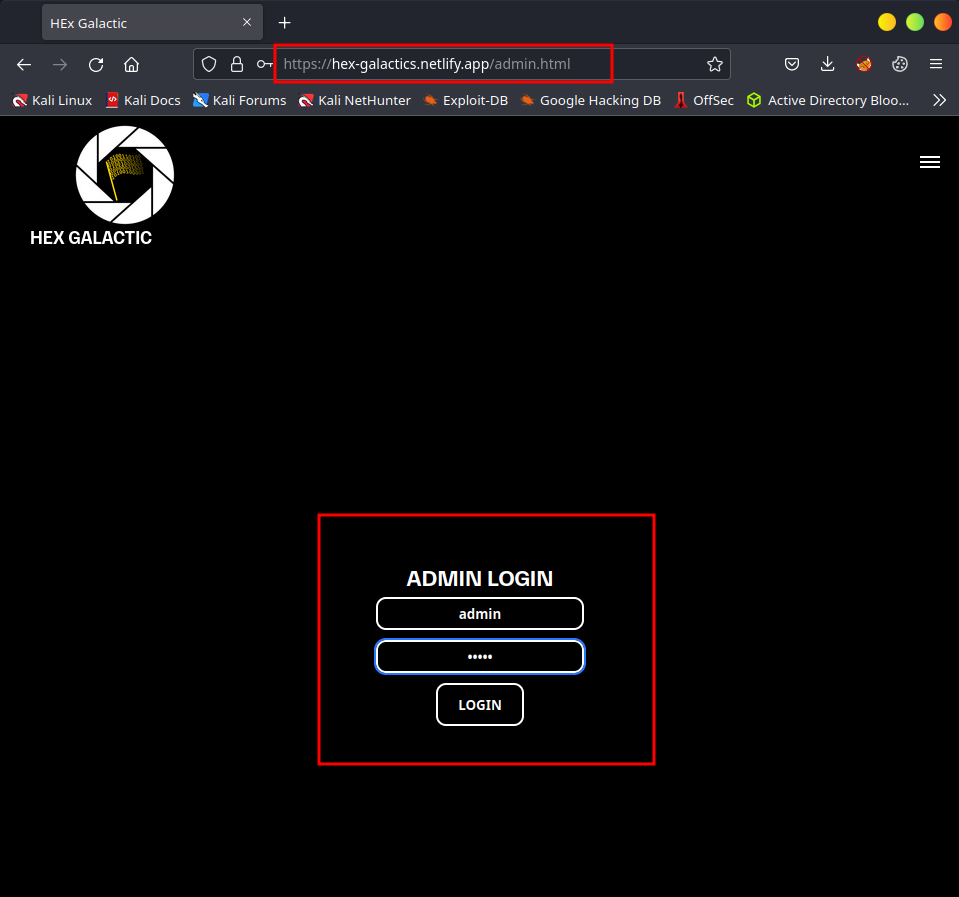 HEx Galactic
https://hex-galactics.netlify.app/admin.html
Kali Linux Kali Docs Kali Forums Kali NetHunter Exploit-DB Google Hacking DB OffSec Active Directory Bloo...
HEX GALACTIC
ADMIN LOGIN
admin
•••••
LOGIN